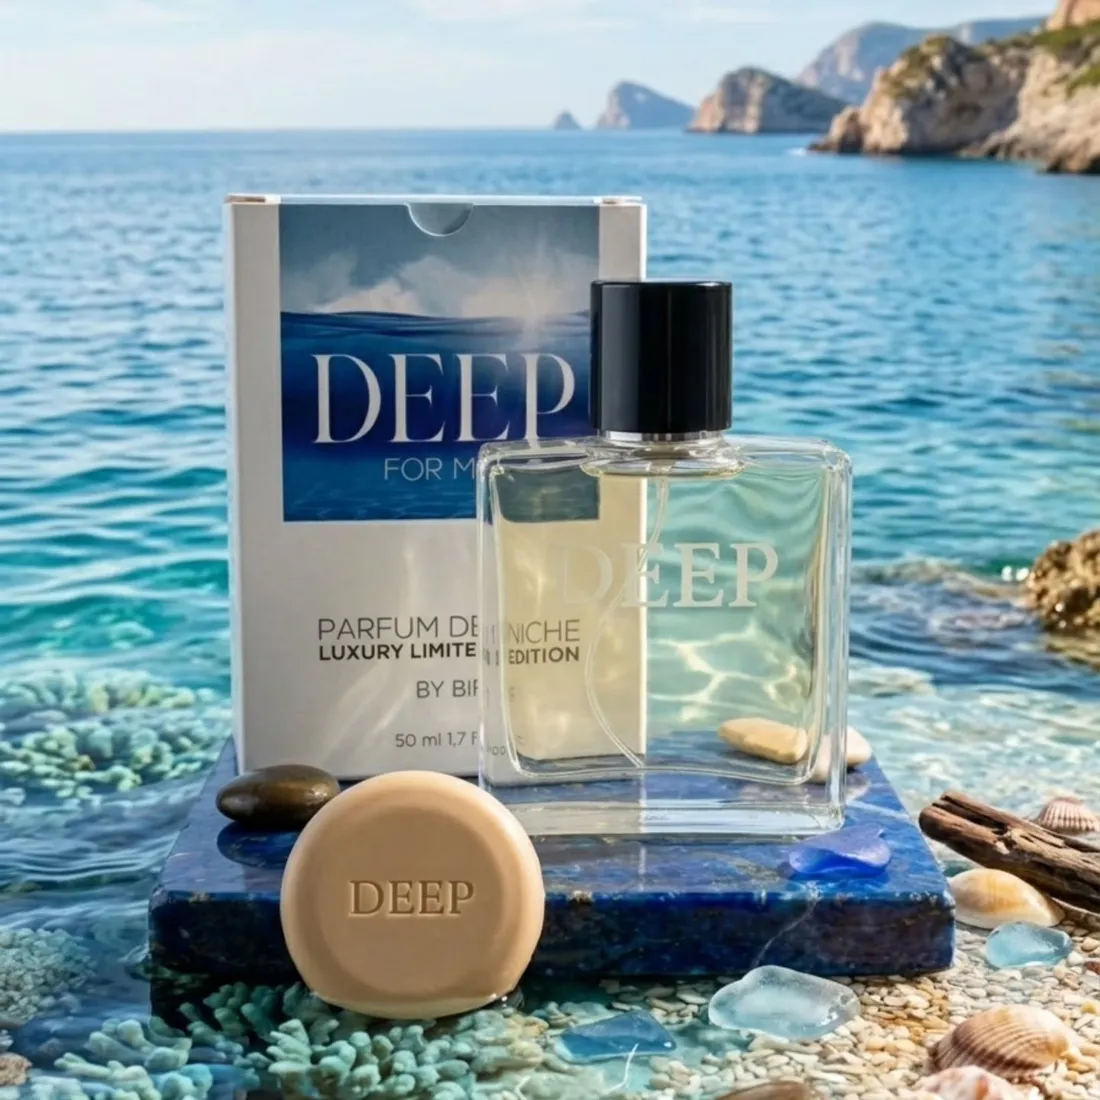 DEEP
FOR M
PARFUM DE NICHE
LUXURY LIMITE EDITION
BY BI
50 ml 1,7 F
DEEP
DEEP